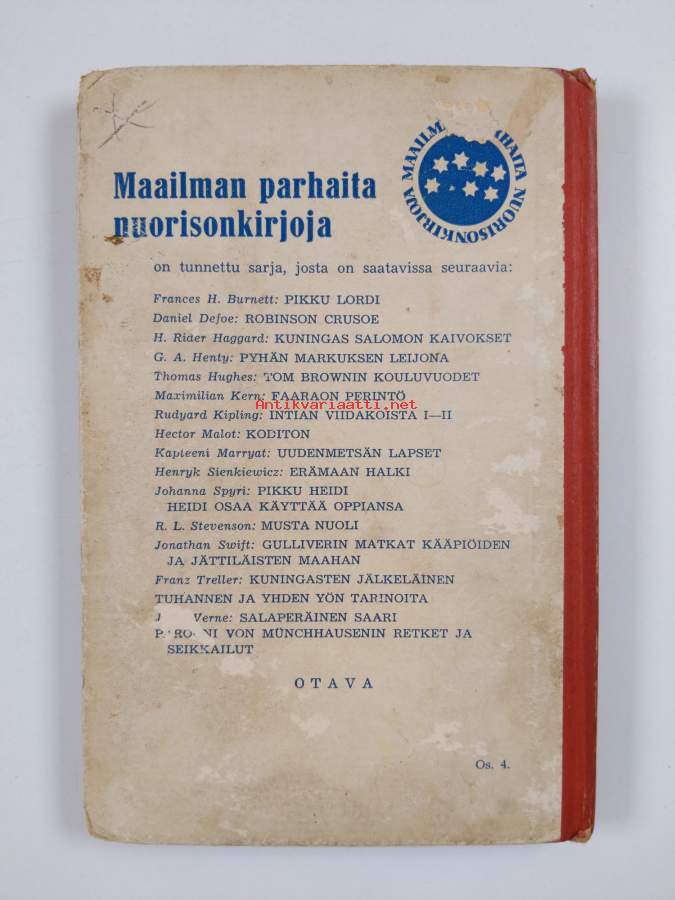 MAAILM HAITA NUORISONKIRJOJA
Maailman parhaita
nuorisonkirjoja
on tunnettu sarja, josta on saatavissa seuraavia:
Frances H. Burnett: PIKKU LORDI
Daniel Defoe: ROBINSON CRUSOE
H. Rider Haggard: KUNINGAS SALOMON KAIVOKSET
G. A. Henty: PYHÄN MARKUKSEN LEIJONA
Thomas Hughes: TOM BROWNIN KOULUVUODET
Maximilian Kern: FAARAON PERINTÖ
Antikvariaatti.net
Rudyard Kipling: INTIAN VIIDAKOISTA I—II
Hector Malot: KODITON
Kapteeni Marryat: UUDENMETSÄN LAPSET
Henryk Sienkiewicz: ERÄMAAN HALKI
Johanna Spyri: PIKKU HEIDI
HEIDI OSAA KÄYTTÄÄ OPPIANSA
R. L. Stevenson: MUSTA NUOLI
Jonathan Swift: GULLIVERIN MATKAT KÄÄPIÖIDEN
JA JÄTTILÄISTEN MAAHAN
Franz Treller: KUNINGASTEN JÄLKELÄINEN
TUHANNEN JA YHDEN YÖN TARINOITA
Verne: SALAPERÄINEN SAARI
VON MÜNCHHAUSENIN RETKET JA
SEIKKAILUT
OTAVA
Os. 4.